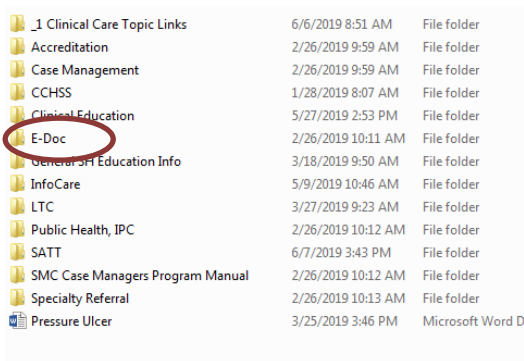 _1 Clinical Care Topic Links 6/6/2019 8:51 AM File folder
Accreditation 2/26/2019 9:59 AM File folder
Case Management 2/26/2019 9:59 AM File folder
CCHSS 1/28/2019 8:07 AM File folder
Clinical Education 5/27/2019 2:53 PM File folder
E-Doc 2/26/2019 10:11 AM File folder
General SH Education Info 3/18/2019 9:50 AM File folder
InfoCare 5/9/2019 10:46 AM File folder
LTC 3/27/2019 9:23 AM File folder
Public Health, IPC 2/26/2019 10:12 AM File folder
SATT 6/7/2019 3:43 PM File folder
SMC Case Managers Program Manual 2/26/2019 10:12 AM File folder
Specialty Referral 2/26/2019 10:13 AM File folder
Pressure Ulcer 3/25/2019 3:46 PM Microsoft Word D